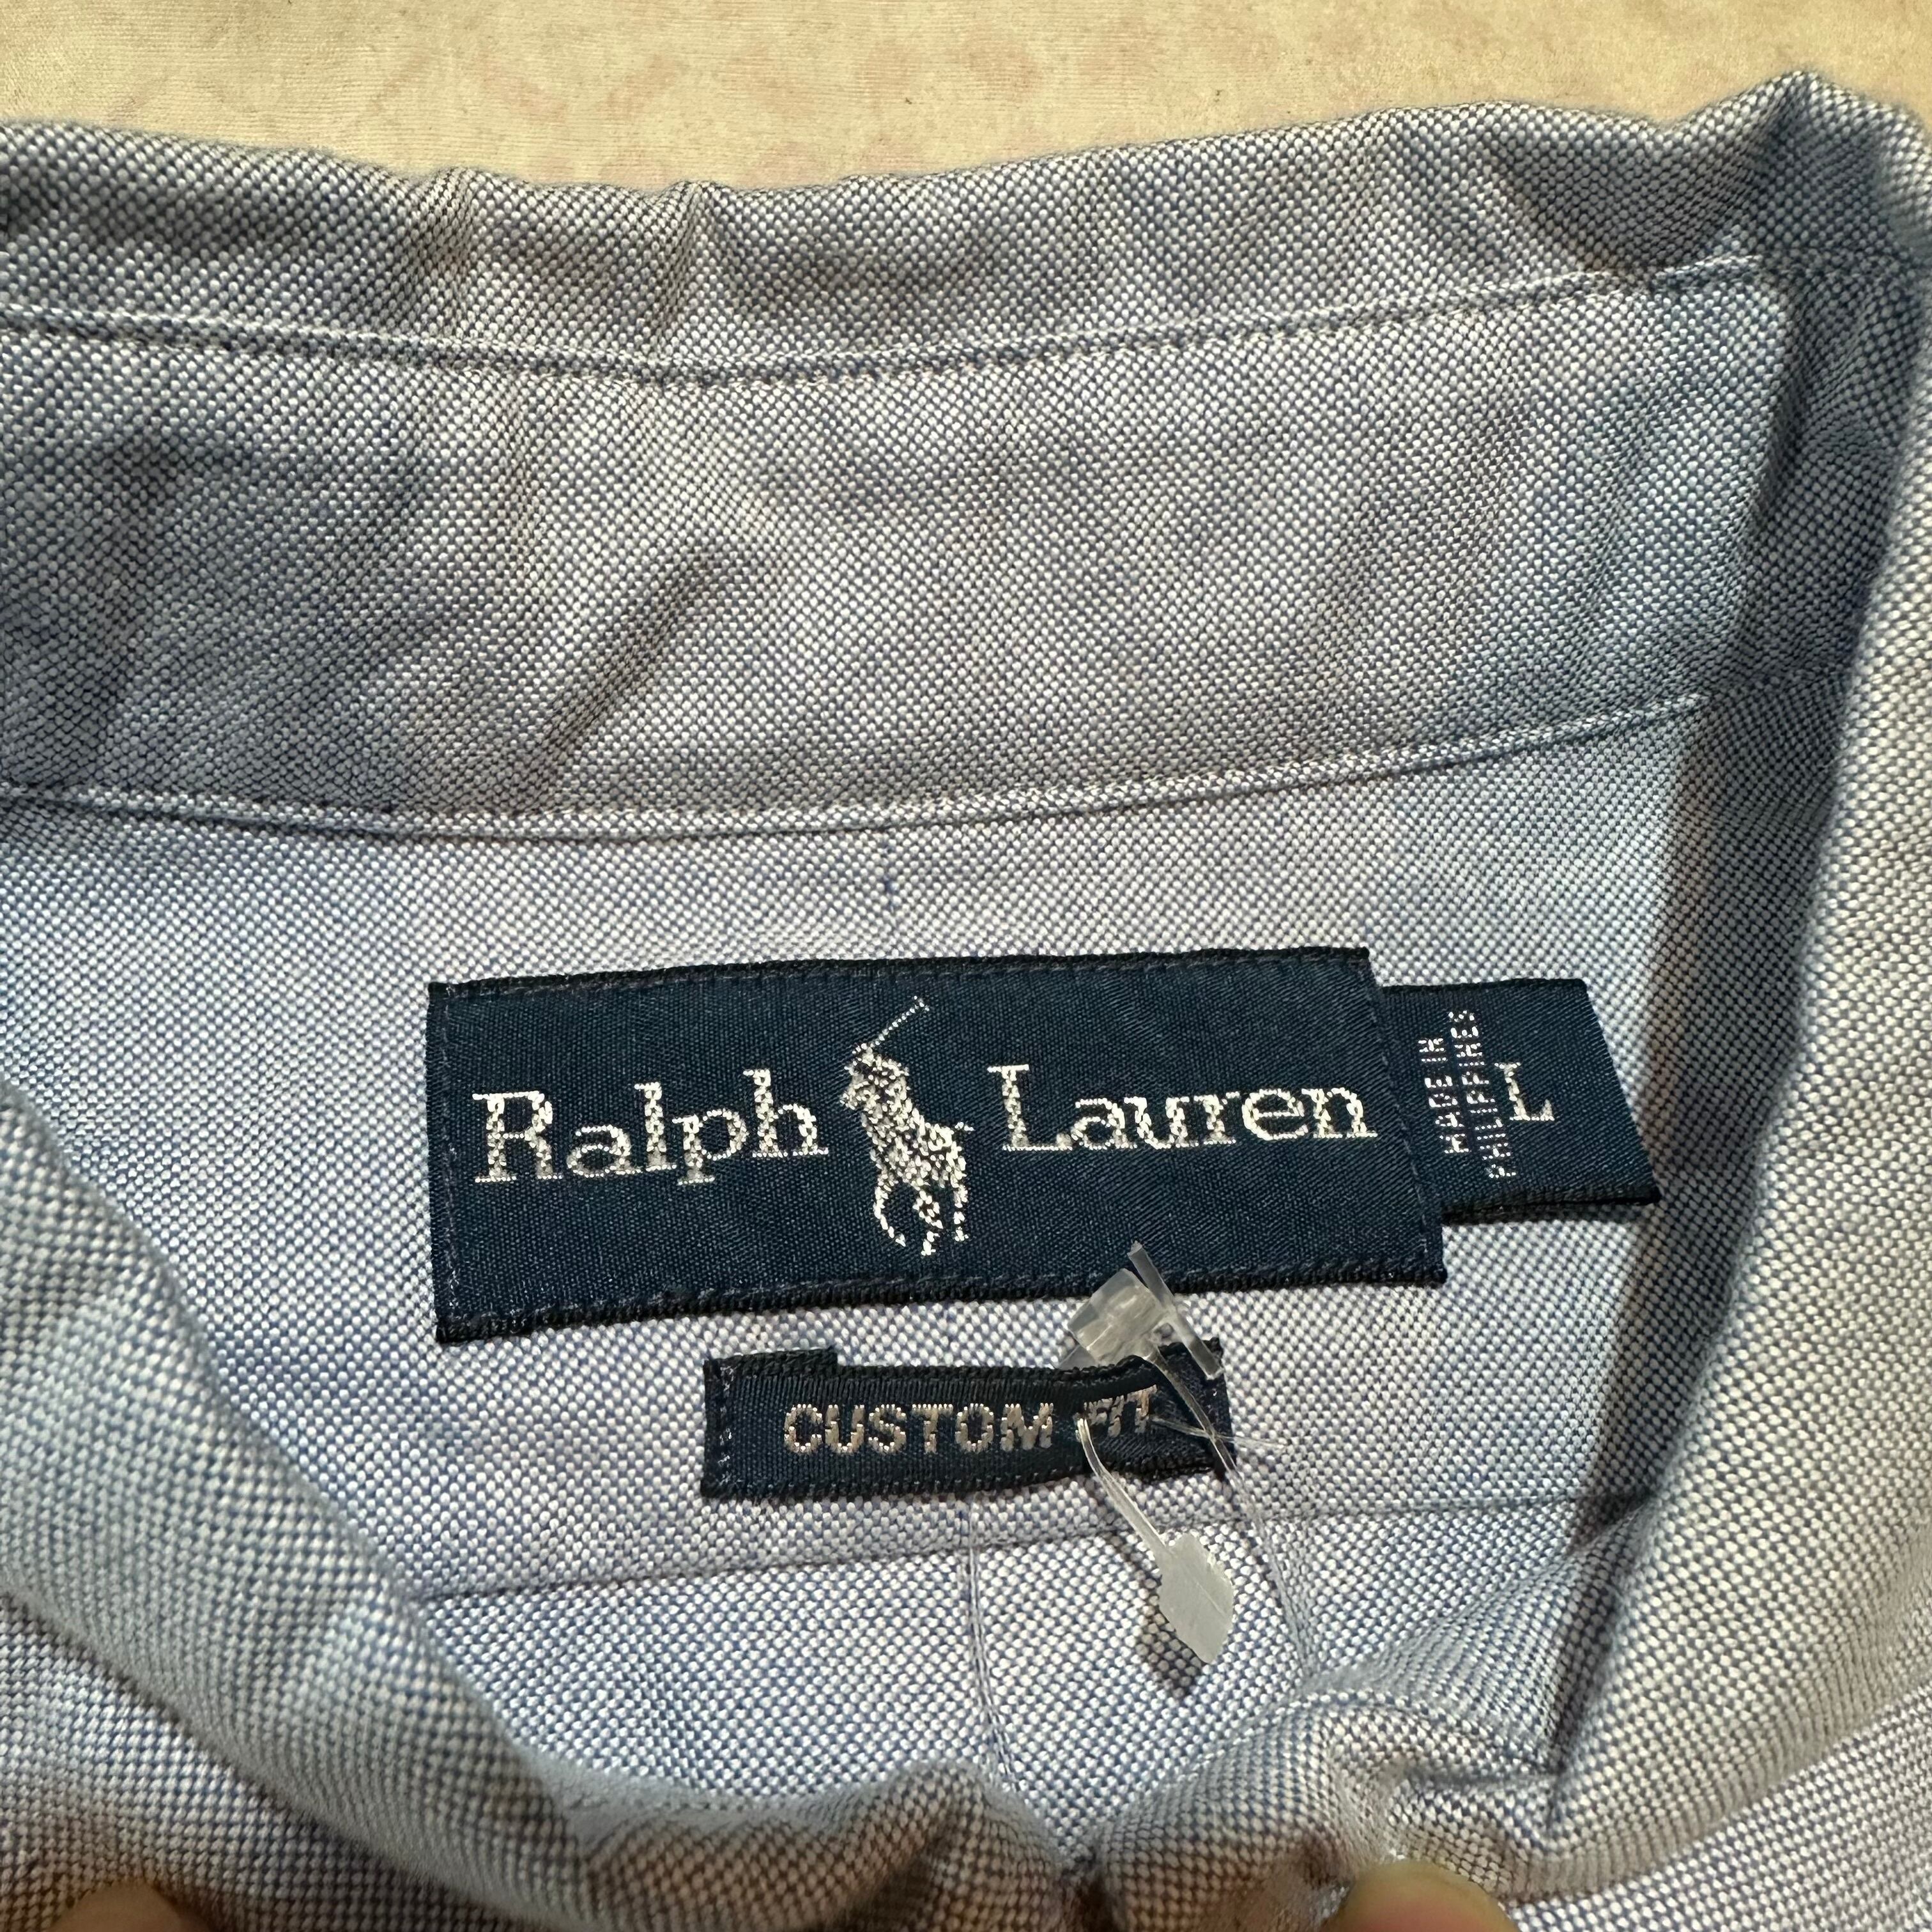 Ralph Lauren
MADE IN
PHILIPPINES
L
CUSTOM FIT